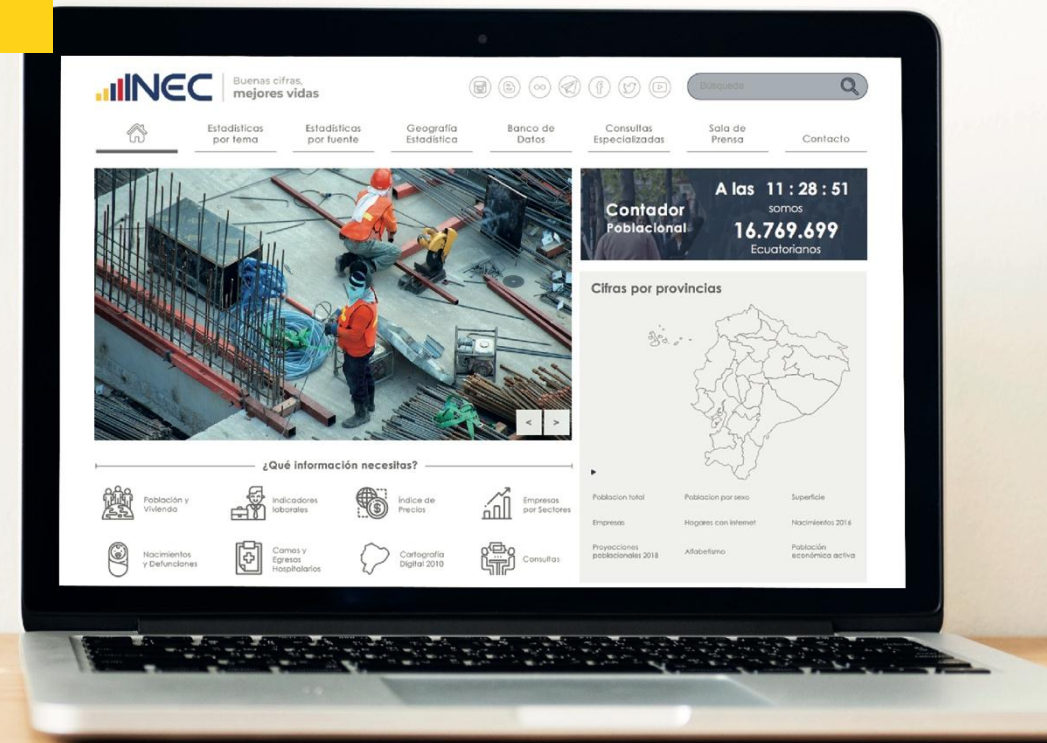 INEC
Buenas cifras,
mejores vidas
Búsqueda
Estadísticas
por tema
Estadísticas
por fuente
Geografía
Estadística
Banco de
Datos
Consultas
Especializadas
Sala de
Prensa
Contacto
Contador
Poblacional
A las 11 : 28 : 51
somos
16.769.699
Ecuatorianos
Cifras por provincias
< >
¿Qué información necesitas?
Población y
Vivienda
Indicadores
laborales
Índice de
Precios
Empresas
por Sectores
Nacimientos
y Defunciones
Camas y
Egresos
Hospitalarios
Cartografía
Digital 2010
Consultas
Poblacion total
Poblacion por sexo
Superficie
Empresas
Hogares con internet
Nacimientos 2016
Proyecciones
poblacionales 2018
Alfabetismo
Población
económica activa